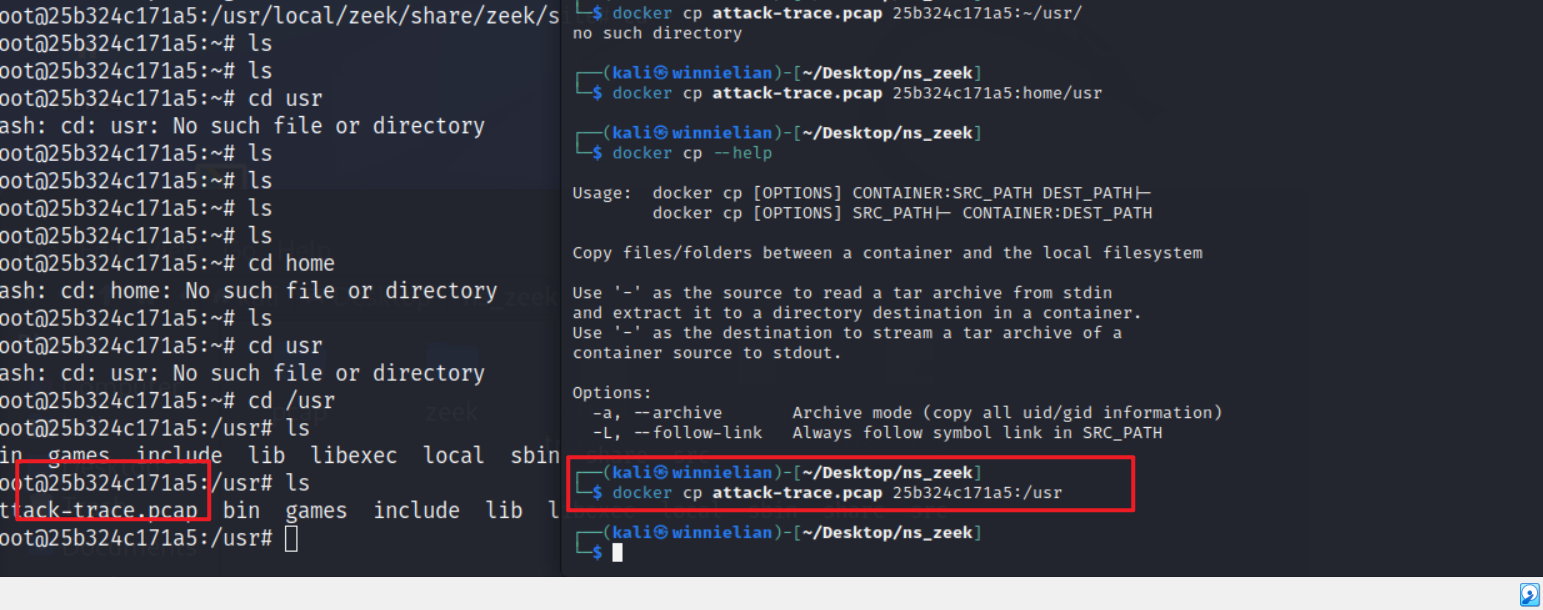 oot@25b324c171a5:/usr/local/zeek/share/zeek/s
oot@25b324c171a5:~# ls
oot@25b324c171a5:~# ls
oot@25b324c171a5:~# cd usr
ash: cd: usr: No such file or directory
oot@25b324c171a5:~# ls
oot@25b324c171a5:~# ls
oot@25b324c171a5:~# ls
oot@25b324c171a5:~# ls
oot@25b324c171a5:~# cd home
ash: cd: home: No such file or directory
oot@25b324c171a5:~# ls
oot@25b324c171a5:~# cd usr
ash: cd: usr: No such file or directory
oot@25b324c171a5:~# cd /usr
oot@25b324c171a5:/usr# ls
in games include lib libexec local sbin
oot@25b324c171a5:/usr# ls
ttack-trace.pcap bin games include lib l
oot@25b324c171a5:/usr#
└─$ docker cp attack-trace.pcap 25b324c171a5:~/usr/
no such directory
┌──(kali㉿winnielian)-[~/Desktop/ns_zeek]
└─$ docker cp attack-trace.pcap 25b324c171a5:home/usr
┌──(kali㉿winnielian)-[~/Desktop/ns_zeek]
└─$ docker cp --help
Usage: docker cp [OPTIONS] CONTAINER:SRC_PATH DEST_PATH|-
docker cp [OPTIONS] SRC_PATH|- CONTAINER:DEST_PATH
Copy files/folders between a container and the local filesystem
Use '-' as the source to read a tar archive from stdin
and extract it to a directory destination in a container.
Use '-' as the destination to stream a tar archive of a
container source to stdout.
Options:
-a, --archive Archive mode (copy all uid/gid information)
-L, --follow-link Always follow symbol link in SRC_PATH
┌──(kali㉿winnielian)-[~/Desktop/ns_zeek]
└─$ docker cp attack-trace.pcap 25b324c171a5:/usr
┌──(kali㉿winnielian)-[~/Desktop/ns_zeek]
└─$